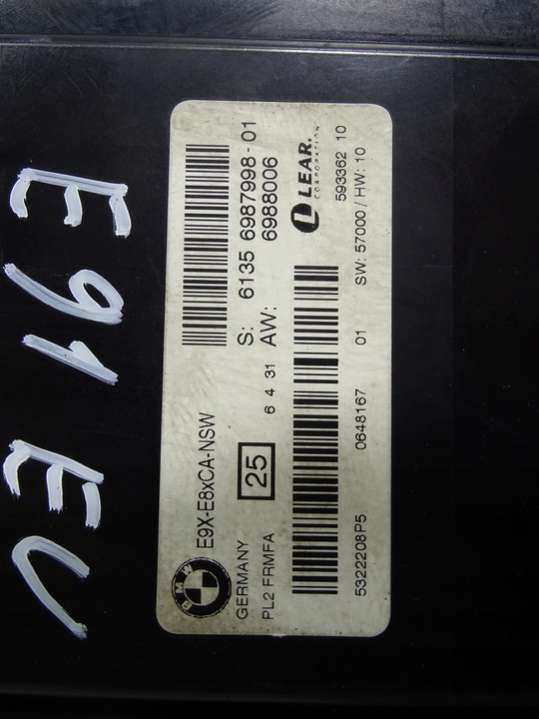 E91 EU
BMW
E9X-E8xCA-NSW
GERMANY
PL2 FRMFA
25
S: 6135 6987998-01
6 4 31 AW: 6988006
LEAR.
CORPORATION
593362 10
5322208P5 0648167 01 SW: 57000 / HW: 10